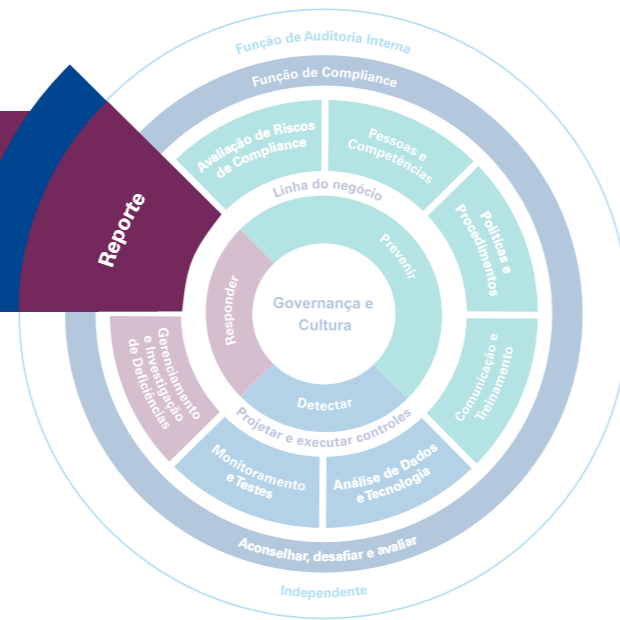 Função de Auditoria Interna
Função de Compliance
Avaliação de Riscos
de Compliance
Pessoas e
Competências
Linha do negócio
Políticas e
Procedimentos
Reporte
Prevenir
Responder
Governança e
Cultura
Gerenciamento
e Investigação
de Deficiências
Comunicação e
Treinamento
Detectar
Projetar e executar controles
Monitoramento
e Testes
Análise de Dados
e Tecnologia
Aconselhar, desafiar e avaliar
Independente